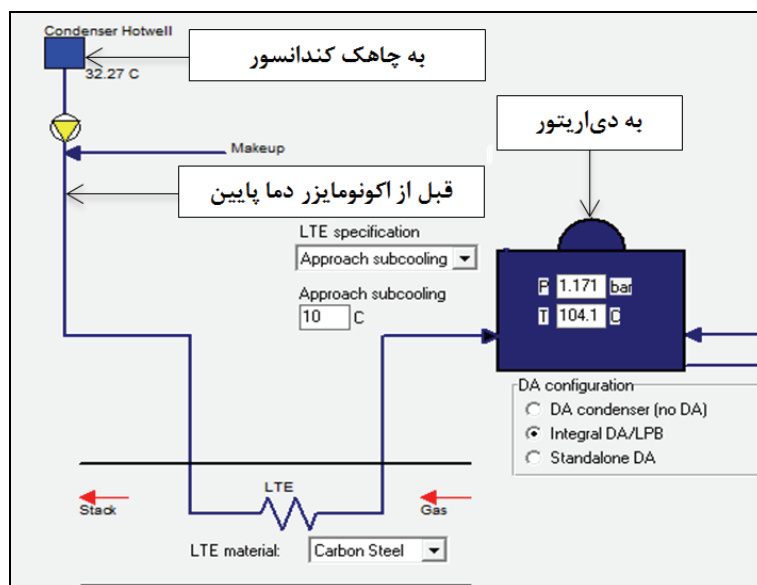 Condenser Hotwell
به چاهک کندانسور
32.27 C
به دی‌اریتور
Makeup
قبل از اکونومایزر دما پایین
LTE specification
Approach subcooling
Approach subcooling
10 C
P 1.171 bar
T 104.1 C
DA configuration
DA condenser (no DA)
Integral DA/LPB
Standalone DA
LTE
Stack
Gas
LTE material: Carbon Steel